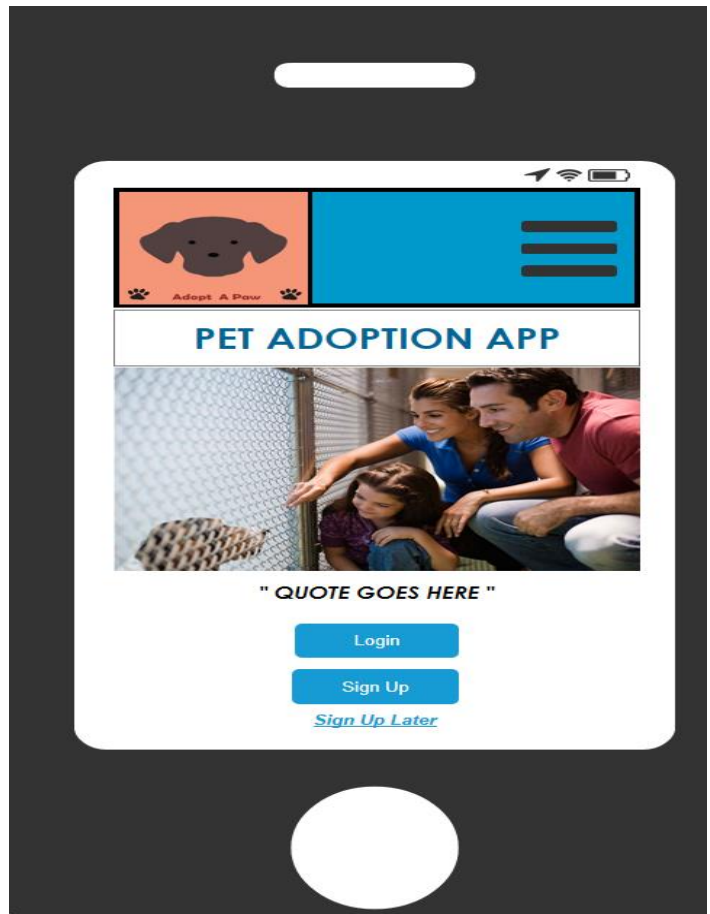 Adopt A Paw
PET ADOPTION APP
" QUOTE GOES HERE "
Login
Sign Up
Sign Up Later